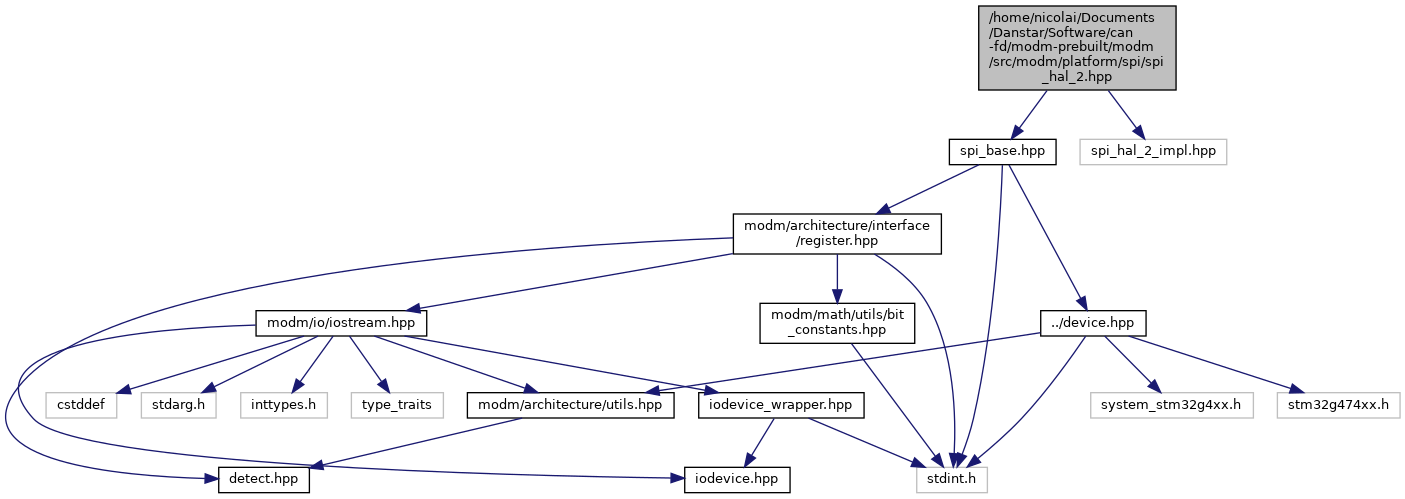 /home/nicolai/Documents
/Danstar/Software/can
-fd/modm-prebuilt/modm
/src/modm/platform/spi/spi
_hal_2.hpp
spi_base.hpp
spi_hal_2_impl.hpp
modm/architecture/interface
/register.hpp
modm/io/iostream.hpp
modm/math/utils/bit
_constants.hpp
../device.hpp
cstddef
stdarg.h
inttypes.h
type_traits
modm/architecture/utils.hpp
iodevice_wrapper.hpp
system_stm32g4xx.h
stm32g474xx.h
detect.hpp
iodevice.hpp
stdint.h